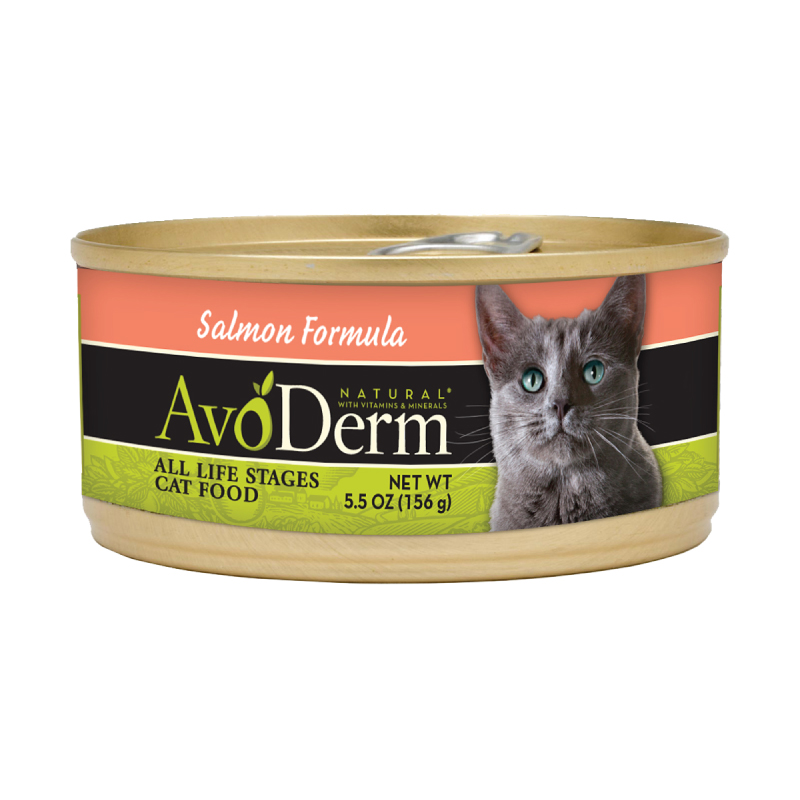 Salmon Formula
NATURAL®
WITH VITAMINS & MINERALS
AvoDerm
ALL LIFE STAGES
CAT FOOD
NET WT
5.5 OZ (156 g)